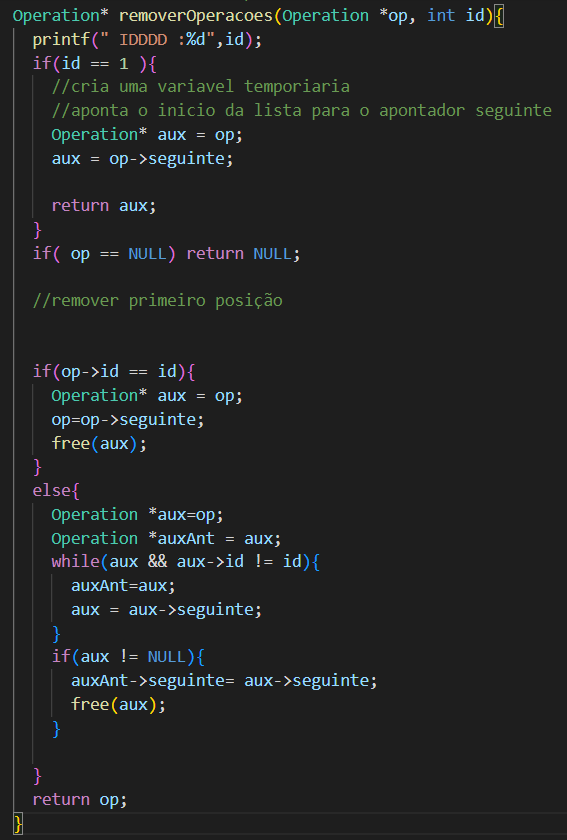 Operation* removerOperacoes(Operation *op, int id){
printf(" IDDDD :%d",id);
if(id == 1 ){
//cria uma variavel temporiaria
//aponta o inicio da lista para o apontador seguinte
Operation* aux = op;
aux = op->seguinte;
return aux;
}
if( op == NULL) return NULL;
//remover primeiro posição
if(op->id == id){
Operation* aux = op;
op=op->seguinte;
free(aux);
}
else{
Operation *aux=op;
Operation *auxAnt = aux;
while(aux && aux->id != id){
auxAnt=aux;
aux = aux->seguinte;
}
if(aux != NULL){
auxAnt->seguinte= aux->seguinte;
free(aux);
}
}
return op;
}